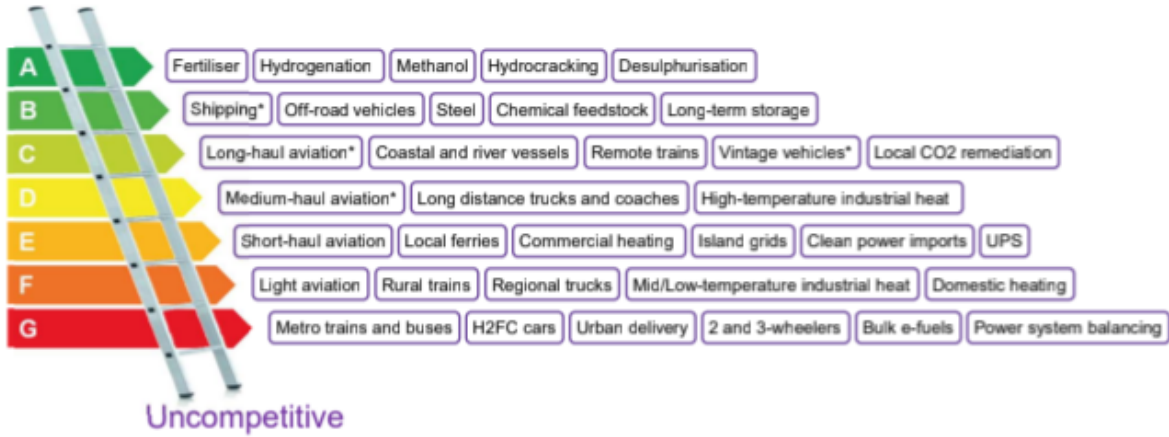 A Fertiliser Hydrogenation Methanol Hydrocracking Desulphurisation
B Shipping* Off-road vehicles Steel Chemical feedstock Long-term storage
C Long-haul aviation* Coastal and river vessels Remote trains Vintage vehicles* Local CO2 remediation
D Medium-haul aviation* Long distance trucks and coaches High-temperature industrial heat
E Short-haul aviation Local ferries Commercial heating Island grids Clean power imports UPS
F Light aviation Rural trains Regional trucks Mid/Low-temperature industrial heat Domestic heating
G Metro trains and buses H2FC cars Urban delivery 2 and 3-wheelers Bulk e-fuels Power system balancing
Uncompetitive